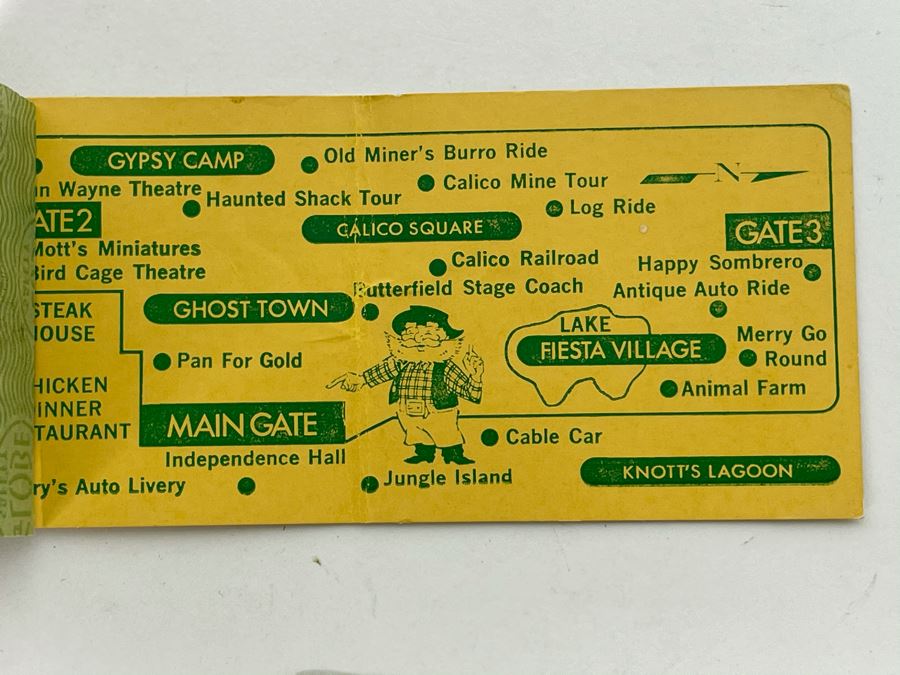 GYPSY CAMP
Old Miner's Burro Ride
n Wayne Theatre
Haunted Shack Tour
Calico Mine Tour
N
Log Ride
ATE 2
CALICO SQUARE
GATE 3
Mott's Miniatures
Bird Cage Theatre
Calico Railroad
Happy Sombrero
Butterfield Stage Coach
Antique Auto Ride
STEAK
OUSE
GHOST TOWN
LAKE
FIESTA VILLAGE
Merry Go
Round
Pan For Gold
HICKEN
INNER
TAURANT
Animal Farm
MAIN GATE
Cable Car
Independence Hall
KNOTT'S LAGOON
Jungle Island
ry's Auto Livery